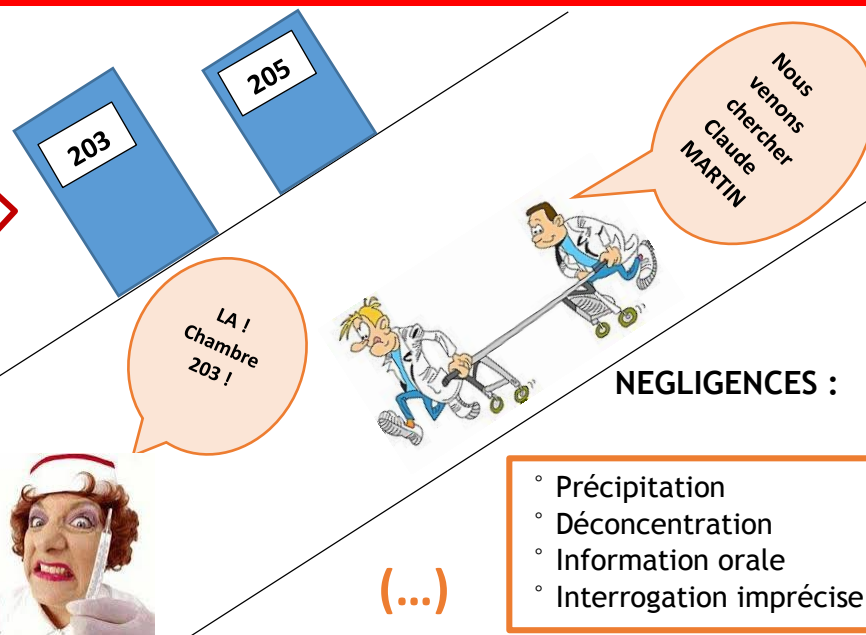 203
205
Nous
venons
chercher
Claude
MARTIN
LA !
Chambre
203 !
NEGLIGENCES :
° Précipitation
° Déconcentration
° Information orale
° Interrogation imprécise
(…)